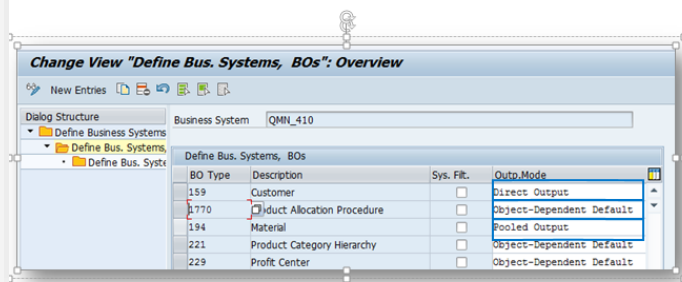 Change View "Define Bus. Systems, BOs": Overview
New Entries
Dialog Structure
Define Business Systems
Define Bus. Systems,
Define Bus. Syste
Business System QMN_410
Define Bus. Systems, BOs
BO Type Description Sys. Filt. Outp.Mode
159 Customer Direct Output
1770 duct Allocation Procedure Object-Dependent Default
194 Material Pooled Output
221 Product Category Hierarchy Object-Dependent Default
229 Profit Center Object-Dependent Default